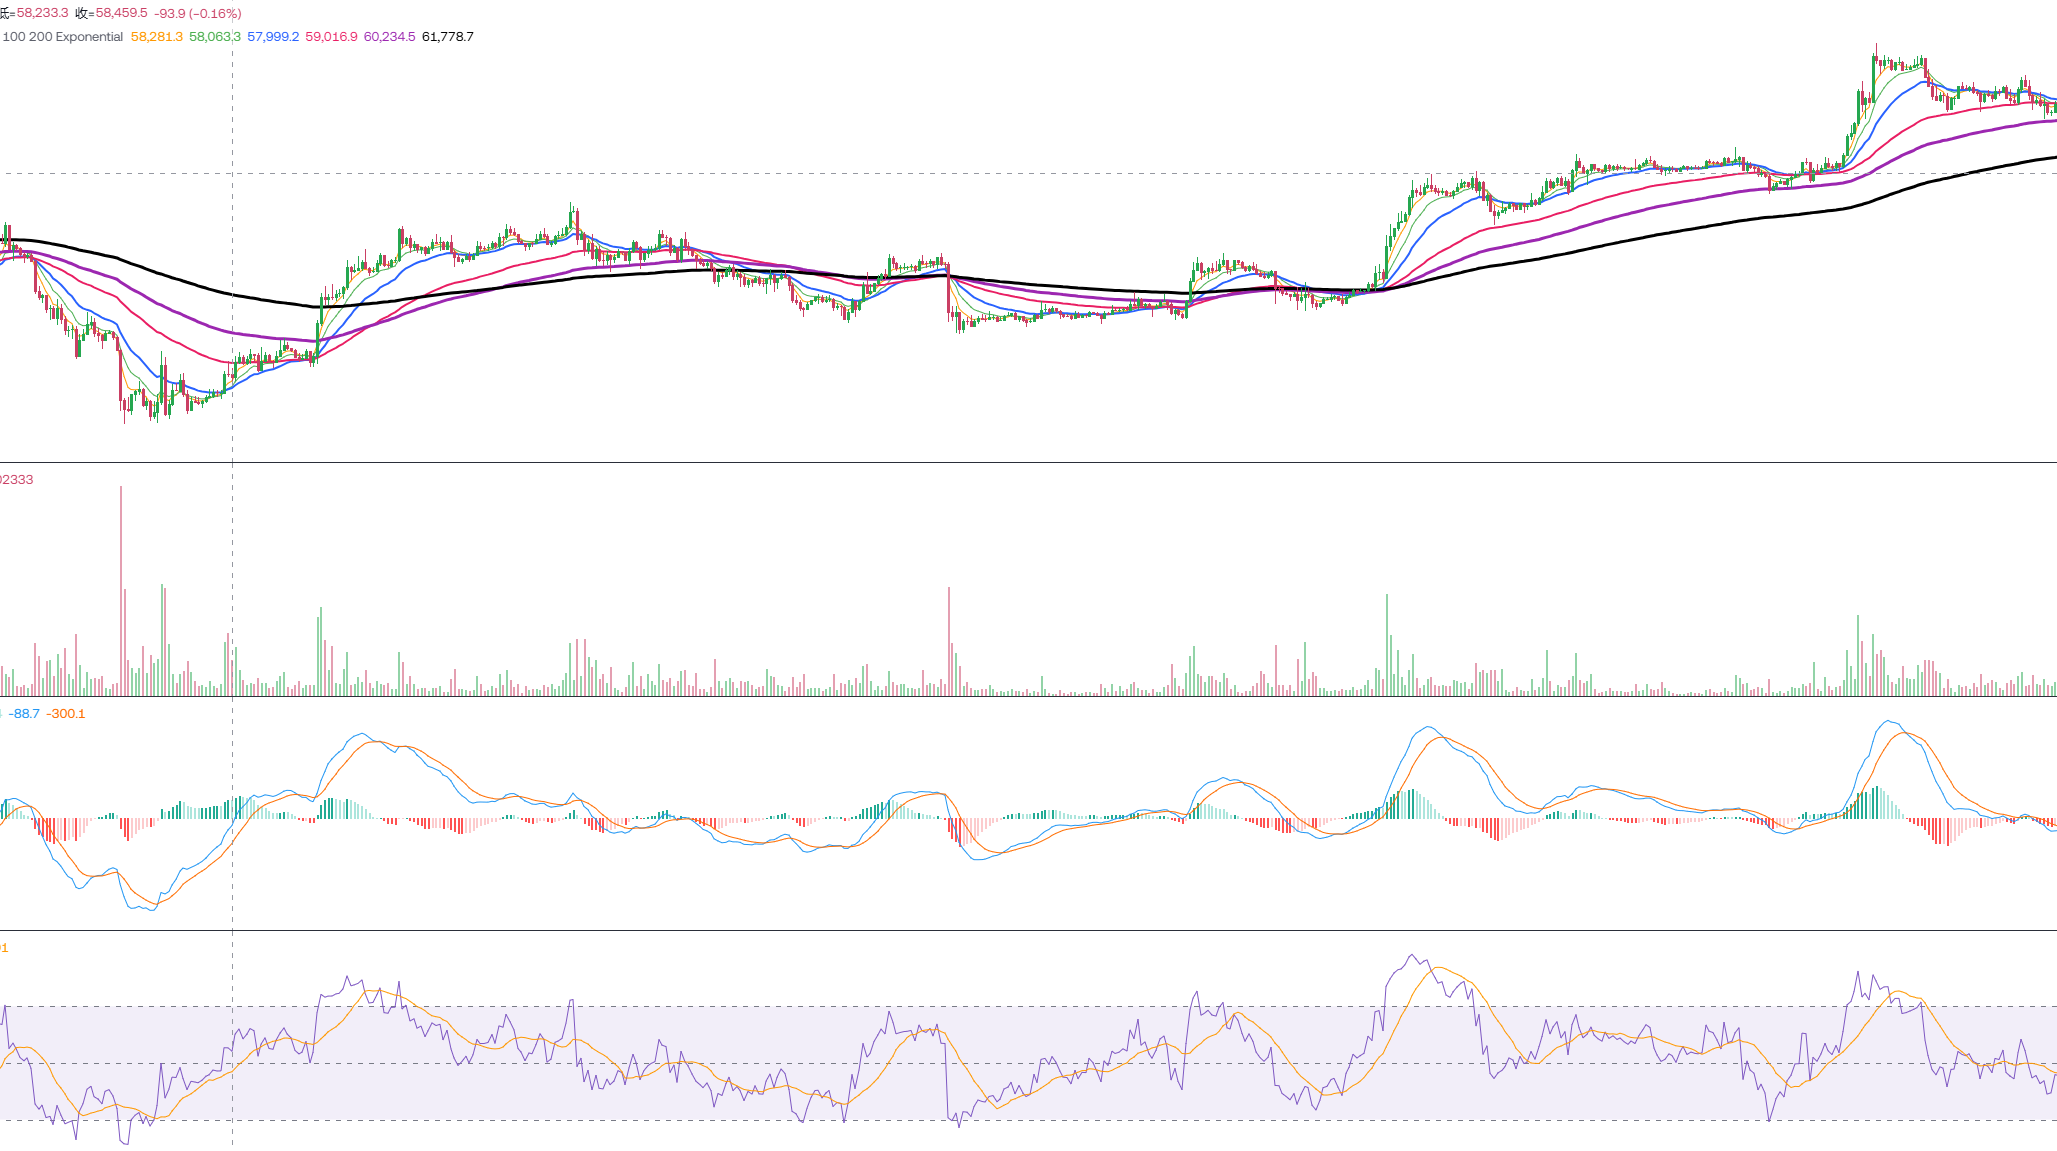 低=58,233.3 收=58,459.5 -93.9 (-0.16%)
100 200 Exponential 58,281.3 58,063.3 57,999.2 59,016.9 60,234.5 61,778.7
02333
-88.7 -300.1